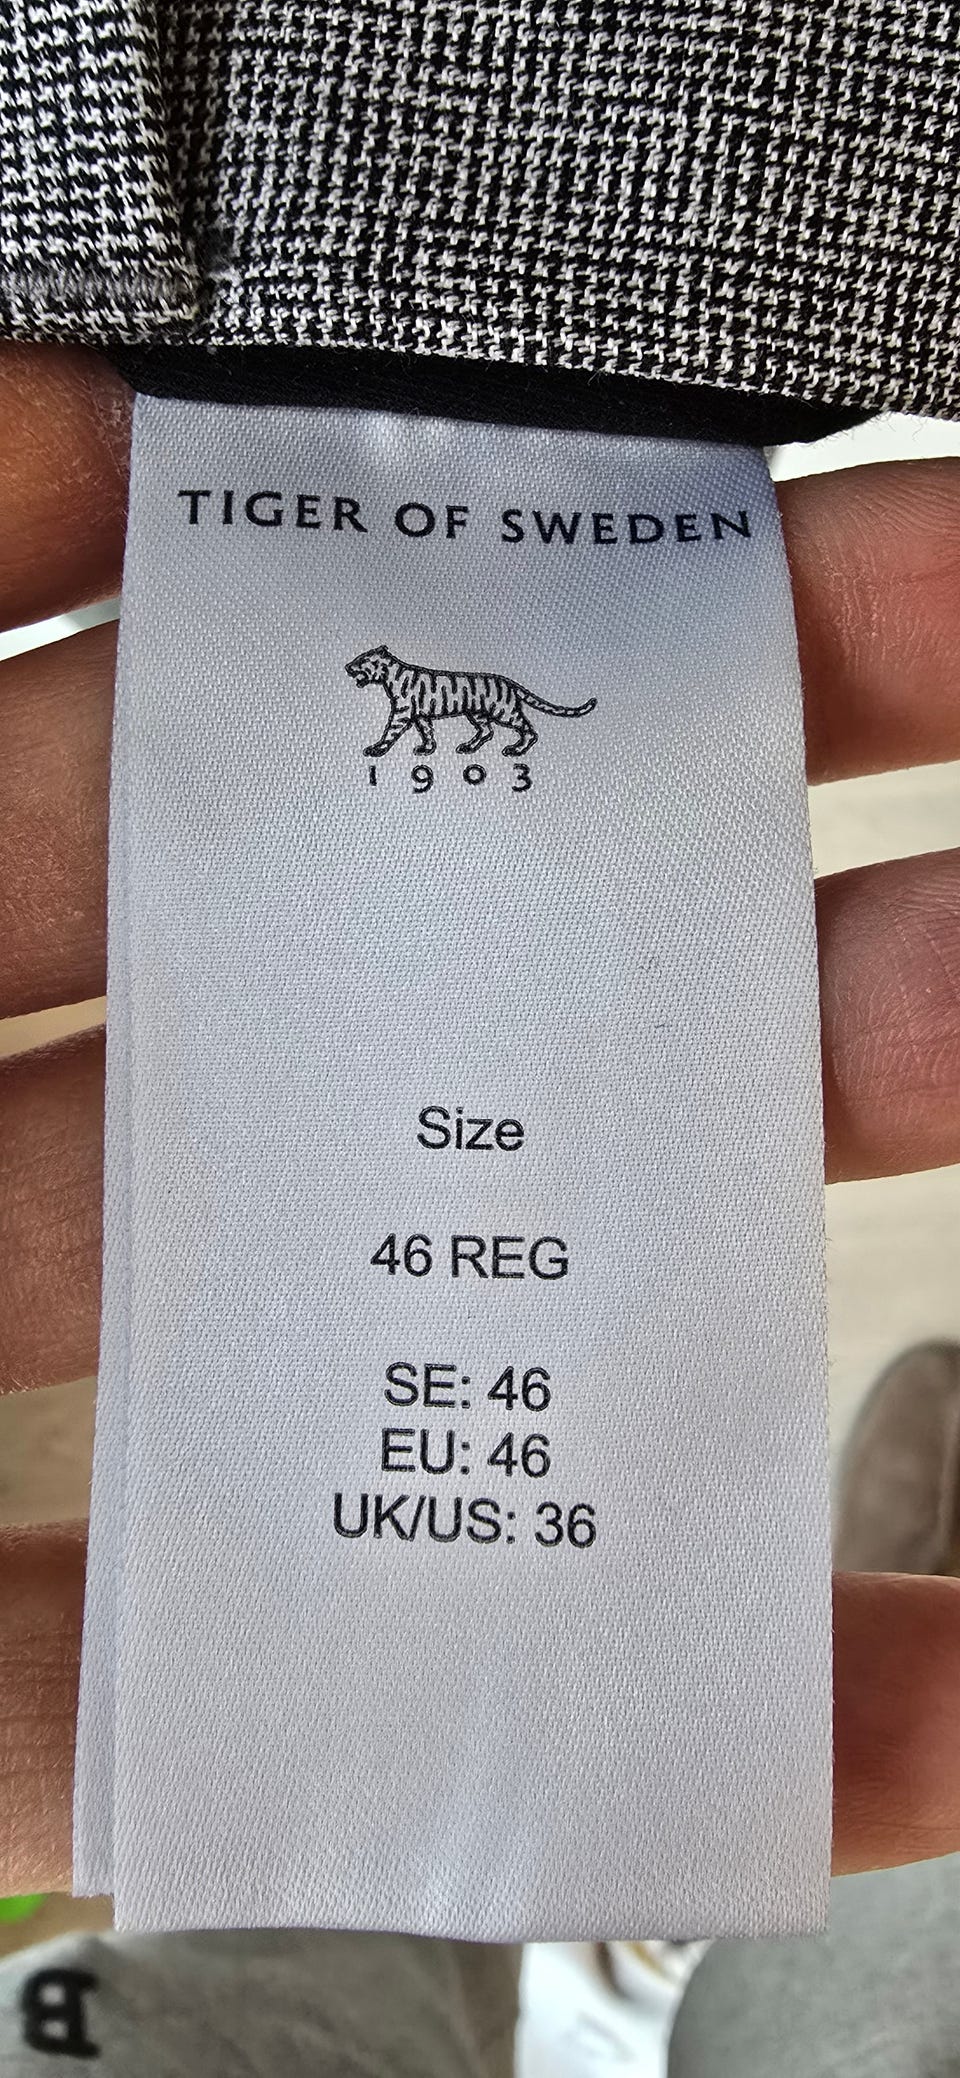 TIGER OF SWEDEN
1903
Size
46 REG
SE: 46
EU: 46
UK/US: 36
B